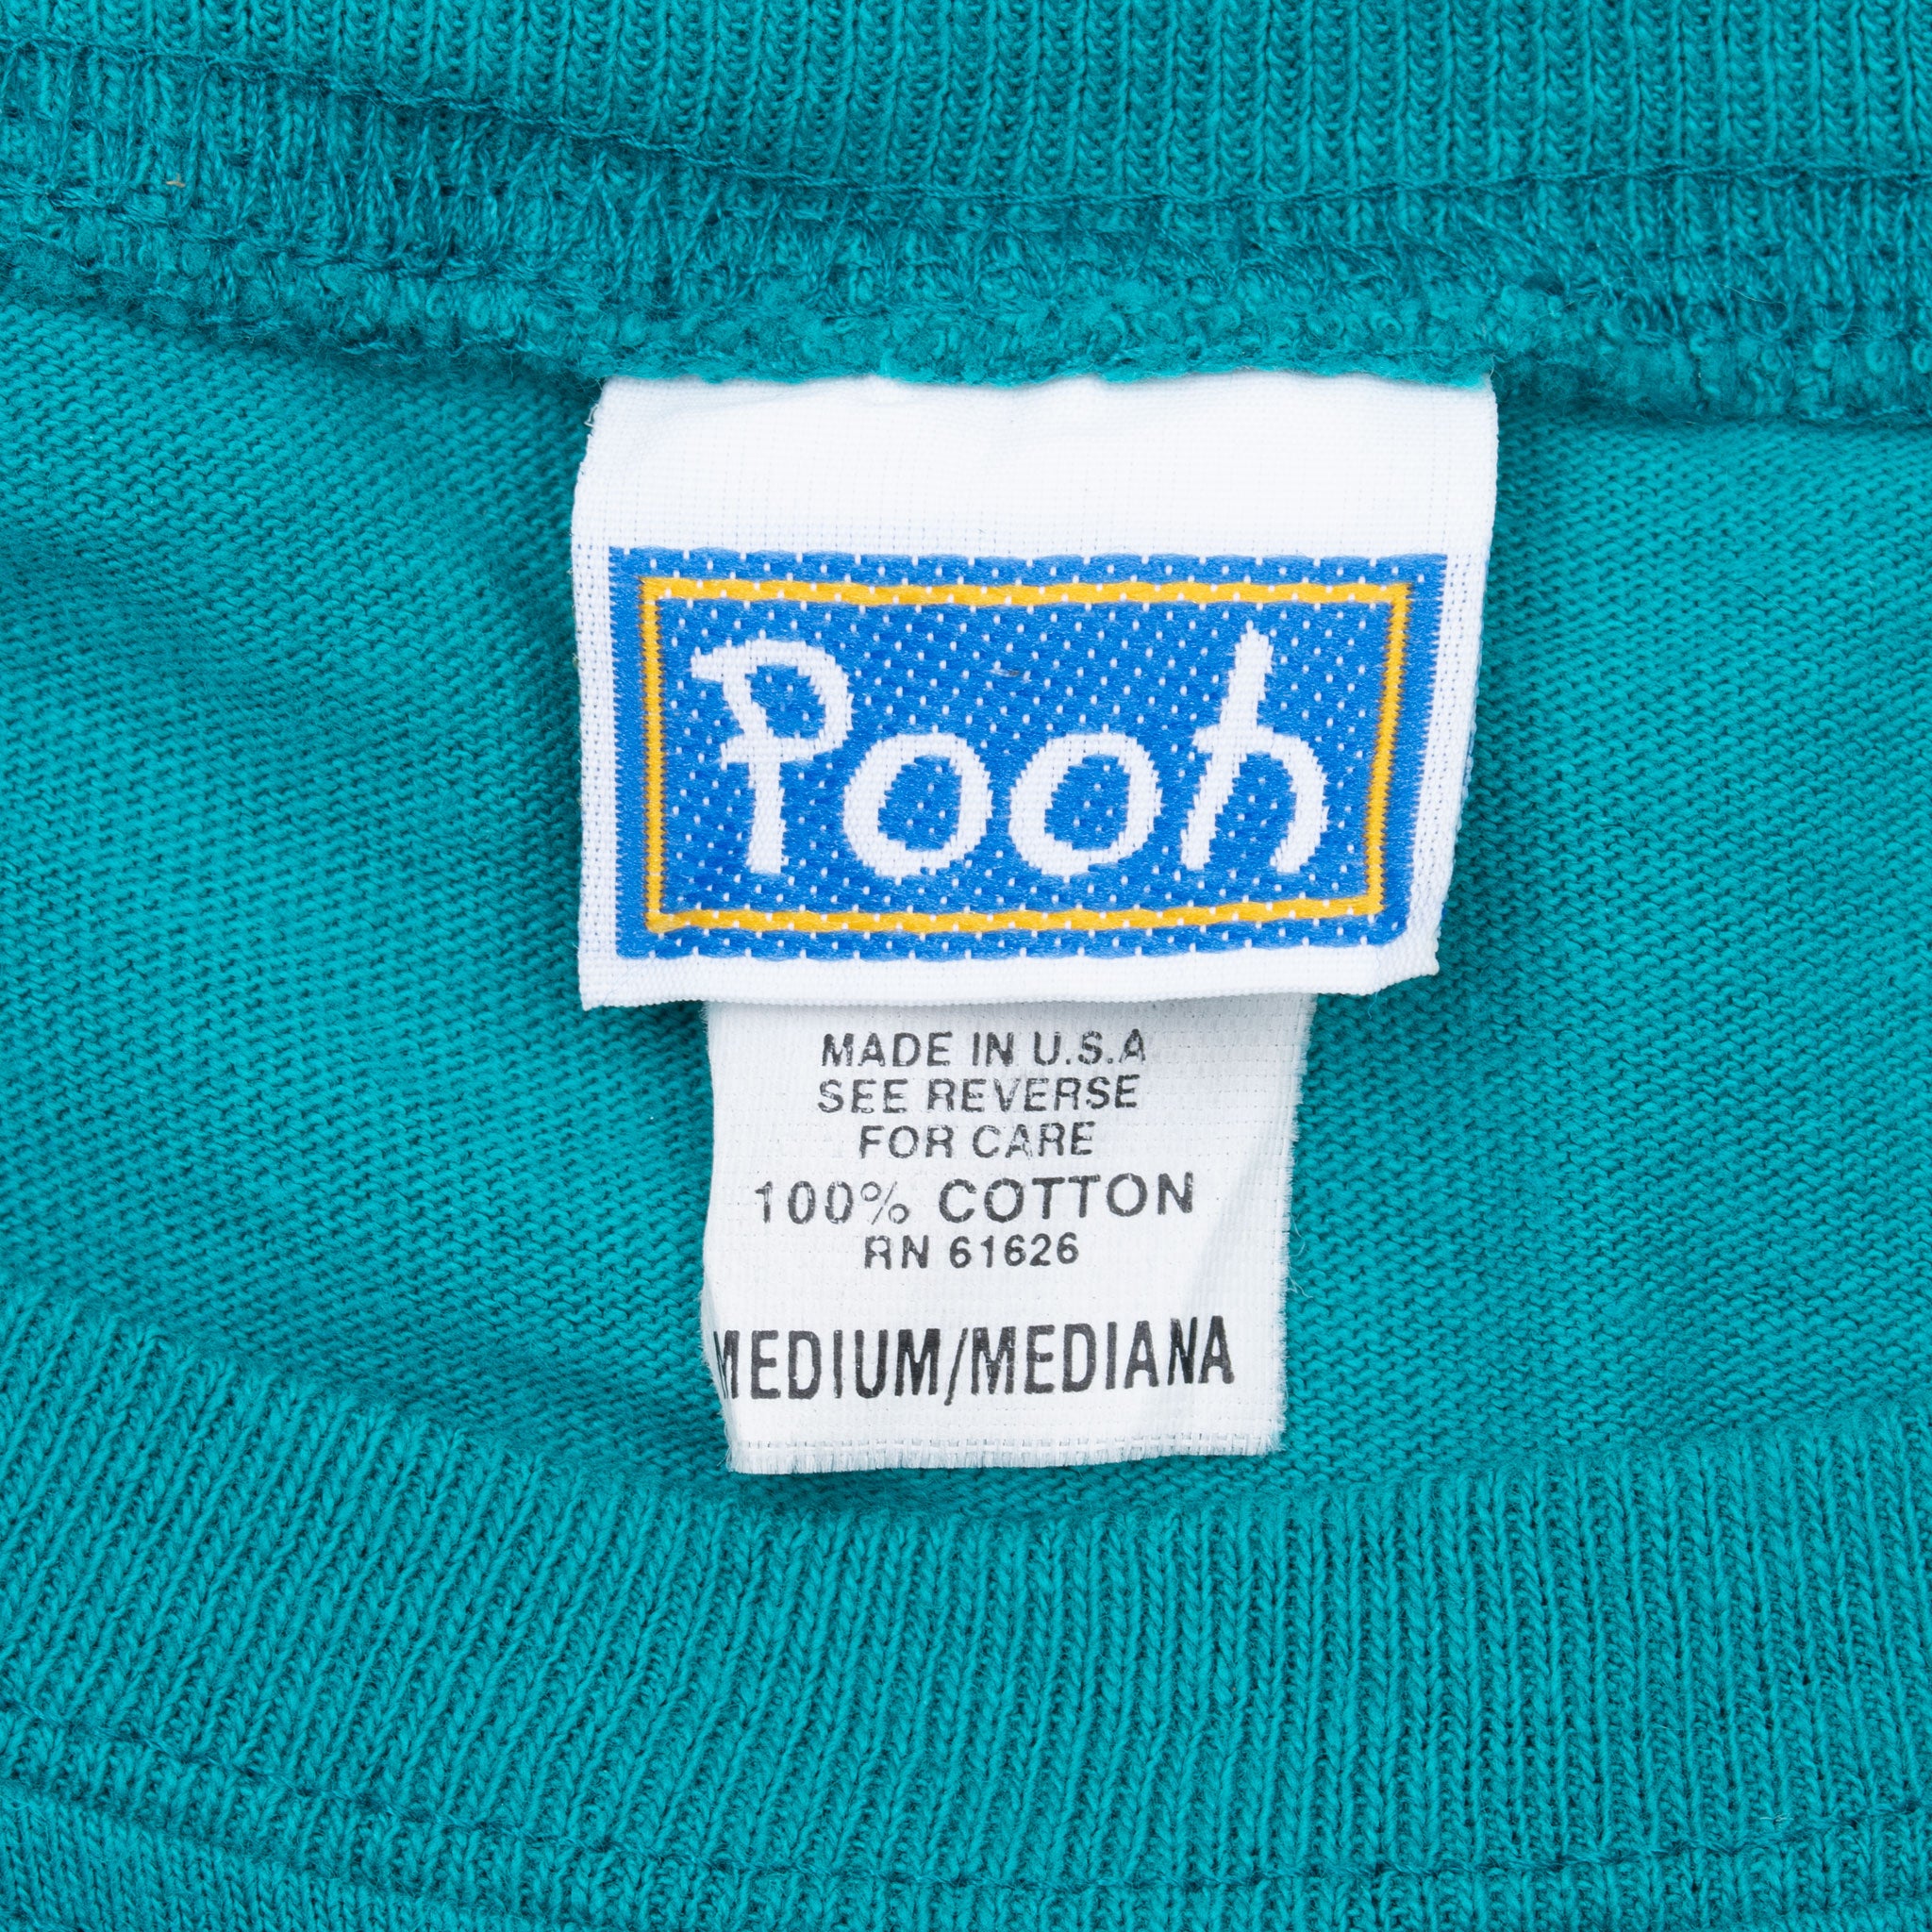 Pooh
MADE IN U.S.A
SEE REVERSE
FOR CARE
100% COTTON
RN 61626
MEDIUM/MEDIANA